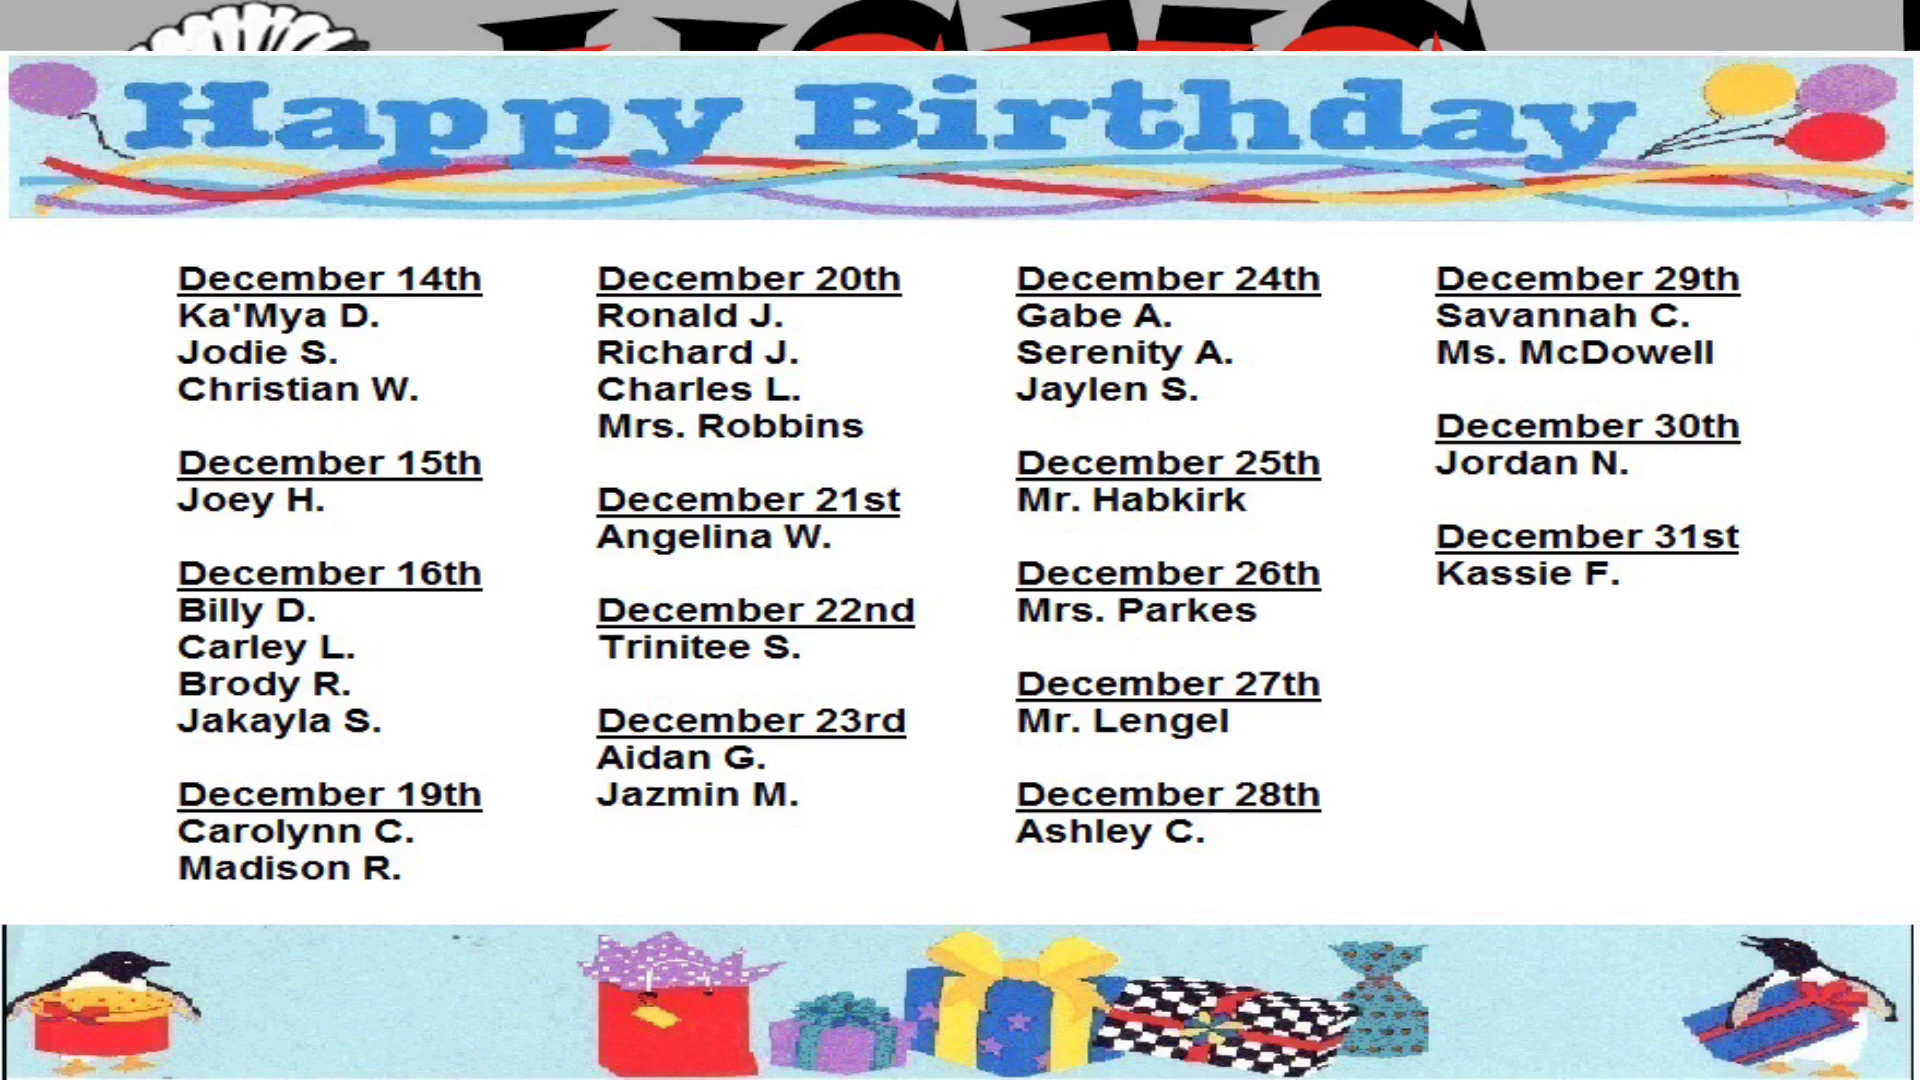 Happy Birthday
December 14th
Ka'Mya D.
Jodie S.
Christian W.
December 15th
Joey H.
December 16th
Billy D.
Carley L.
Brody R.
Jakayla S.
December 19th
Carolynn C.
Madison R.
December 20th
Ronald J.
Richard J.
Charles L.
Mrs. Robbins
December 21st
Angelina W.
December 22nd
Trinitee S.
December 23rd
Aidan G.
Jazmin M.
December 24th
Gabe A.
Serenity A.
Jaylen S.
December 25th
Mr. Habkirk
December 26th
Mrs. Parkes
December 27th
Mr. Lengel
December 28th
Ashley C.
December 29th
Savannah C.
Ms. McDowell
December 30th
Jordan N.
December 31st
Kassie F.